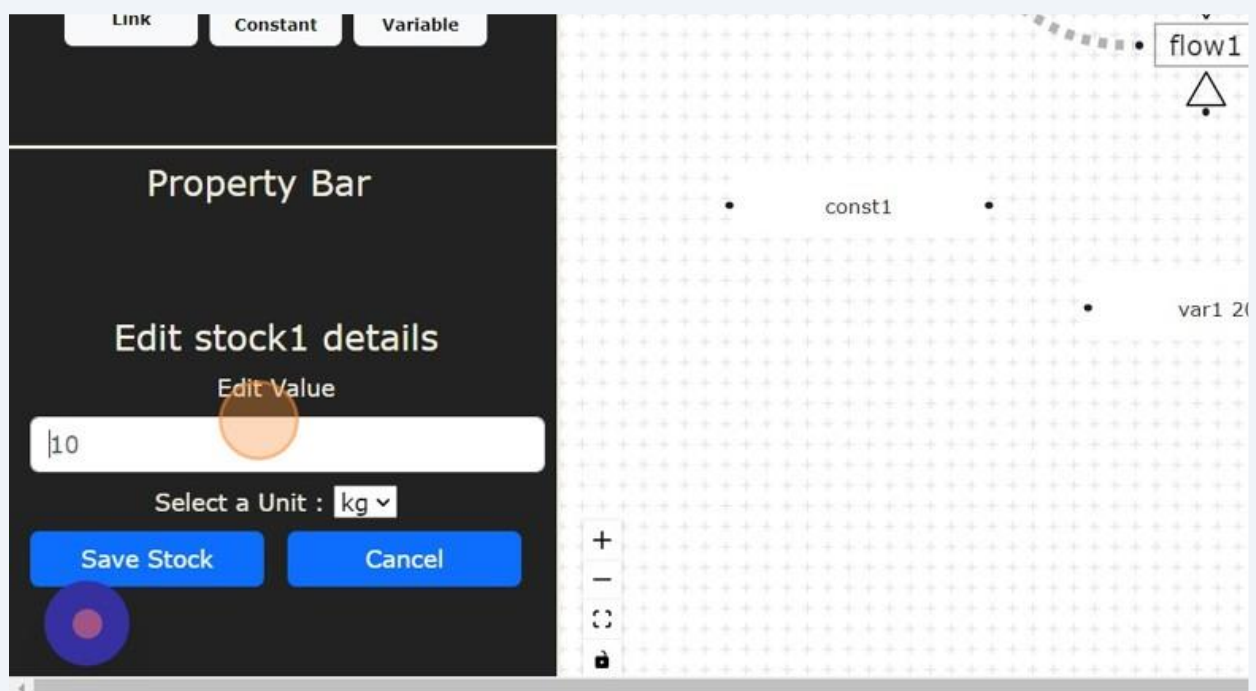 Link
Constant
Variable
flow1
Property Bar
const1
var1 20
Edit stock1 details
Edit Value
10
Select a Unit : kg
Save Stock
Cancel